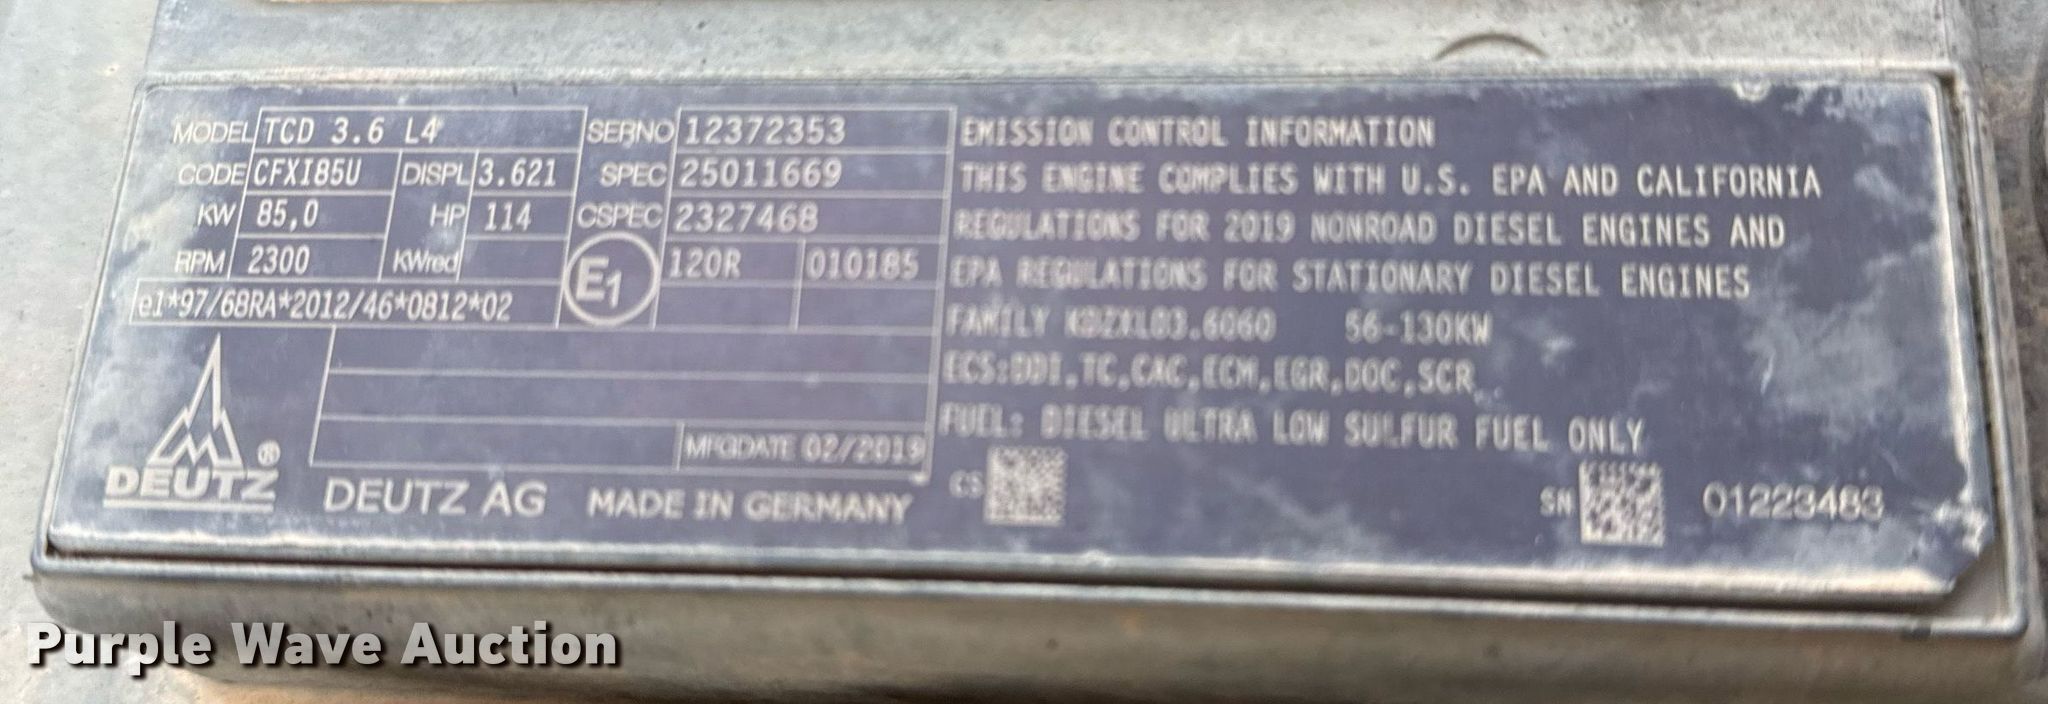 MODEL TCD 3.6 L4 SERNO 12372353
CODE CFXI85U DISPL 3.621 SPEC 25011669
KW 85,0 HP 114 CSPEC 2327468
RPM 2300 KWred E1 120R 010185
e1*97/68RA*2012/46*0812*02
DEUTZ ®
MFGDATE 02/2019
DEUTZ AG MADE IN GERMANY
EMISSION CONTROL INFORMATION
THIS ENGINE COMPLIES WITH U.S. EPA AND CALIFORNIA
REGULATIONS FOR 2019 NONROAD DIESEL ENGINES AND
EPA REGULATIONS FOR STATIONARY DIESEL ENGINES
FAMILY KDZXL03.6060 56-130KW
ECS:DDI,TC,CAC,ECM,EGR,DOC,SCR
FUEL: DIESEL ULTRA LOW SULFUR FUEL ONLY
CS SN 01223483
Purple Wave Auction